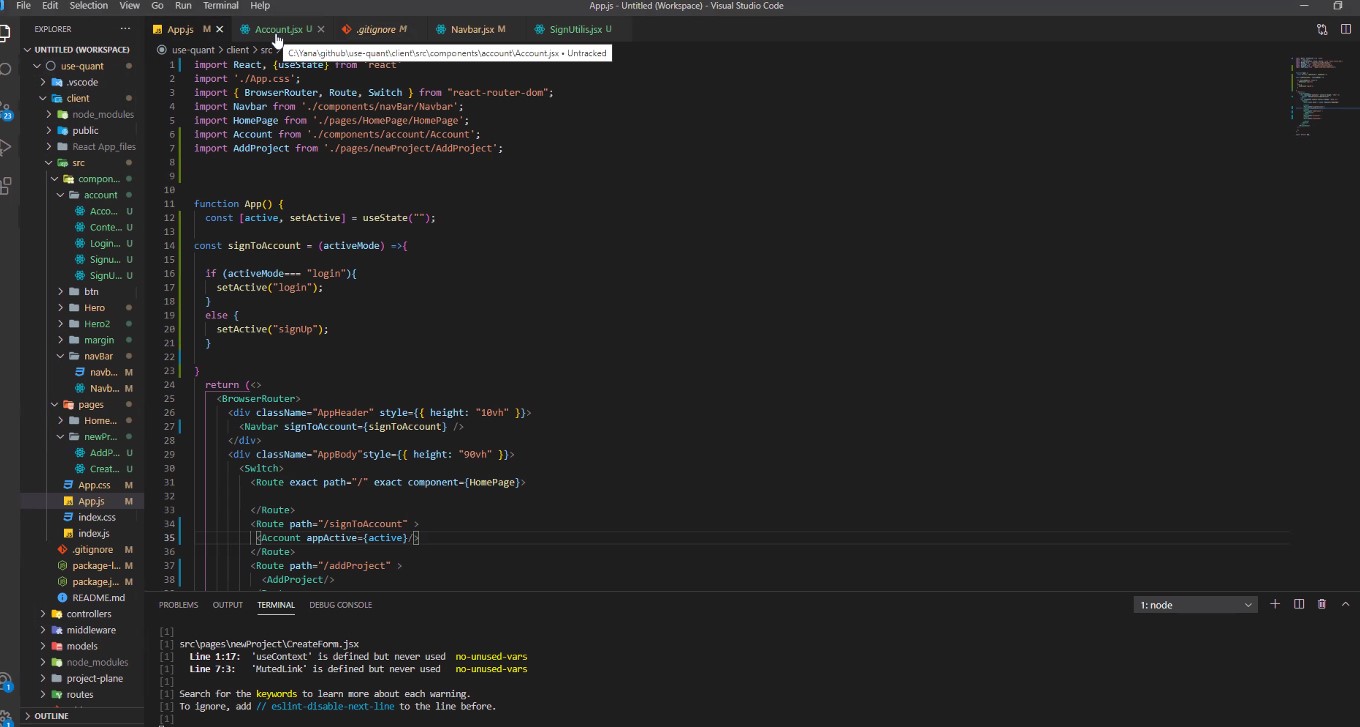 File Edit Selection View Go Run Terminal Help
App.js - Untitled (Workspace) - Visual Studio Code
EXPLORER
UNTITLED (WORKSPACE)
use-quant
.vscode
client
node_modules
public
React App_files
src
compon...
account
Acco... U
Conte... U
Login... U
Signu... U
SignU... U
btn
Hero
Hero2
margin
navBar
navb... M
Navb... M
pages
Home...
newPr...
AddP... U
Creat... U
App.css M
App.js M
index.css
index.js
.gitignore M
package-l... M
package.j... M
README.md
controllers
middleware
models
node_modules
project-plane
routes
OUTLINE
23
1
1
App.js M
Account.jsx U
.gitignore M
Navbar.jsx M
SignUtilis.jsx U
use-quant > client > src >
C:\Yana\github\use-quant\client\src\components\account\Account.jsx • Untracked
1 import React, {useState} from 'react'
2 import './App.css';
3 import { BrowserRouter, Route, Switch } from "react-router-dom";
4 import Navbar from './components/navBar/Navbar';
5 import HomePage from './pages/HomePage/HomePage';
6 import Account from './components/account/Account';
7 import AddProject from './pages/newProject/AddProject';
8
9
10
11 function App() {
12 const [active, setActive] = useState("");
13
14 const signToAccount = (activeMode) =>{
15
16 if (activeMode=== "login"){
17 setActive("login");
18 }
19 else {
20 setActive("signUp");
21 }
22
23 }
24 return (<>
25 <BrowserRouter>
26 <div className="AppHeader" style={{ height: "10vh" }}>
27 <Navbar signToAccount={signToAccount} />
28 </div>
29 <div className="AppBody"style={{ height: "90vh" }}>
30 <Switch>
31 <Route exact path="/" exact component={HomePage}>
32
33 </Route>
34 <Route path="/signToAccount" >
35 <Account appActive={active}/>
36 </Route>
37 <Route path="/addProject" >
38 <AddProject/>
PROBLEMS OUTPUT TERMINAL DEBUG CONSOLE
1: node
[1]
[1] src\pages\newProject\CreateForm.jsx
[1] Line 1:17: 'useContext' is defined but never used no-unused-vars
[1] Line 7:3: 'MutedLink' is defined but never used no-unused-vars
[1]
[1] Search for the keywords to learn more about each warning.
[1] To ignore, add // eslint-disable-next-line to the line before.
[1]